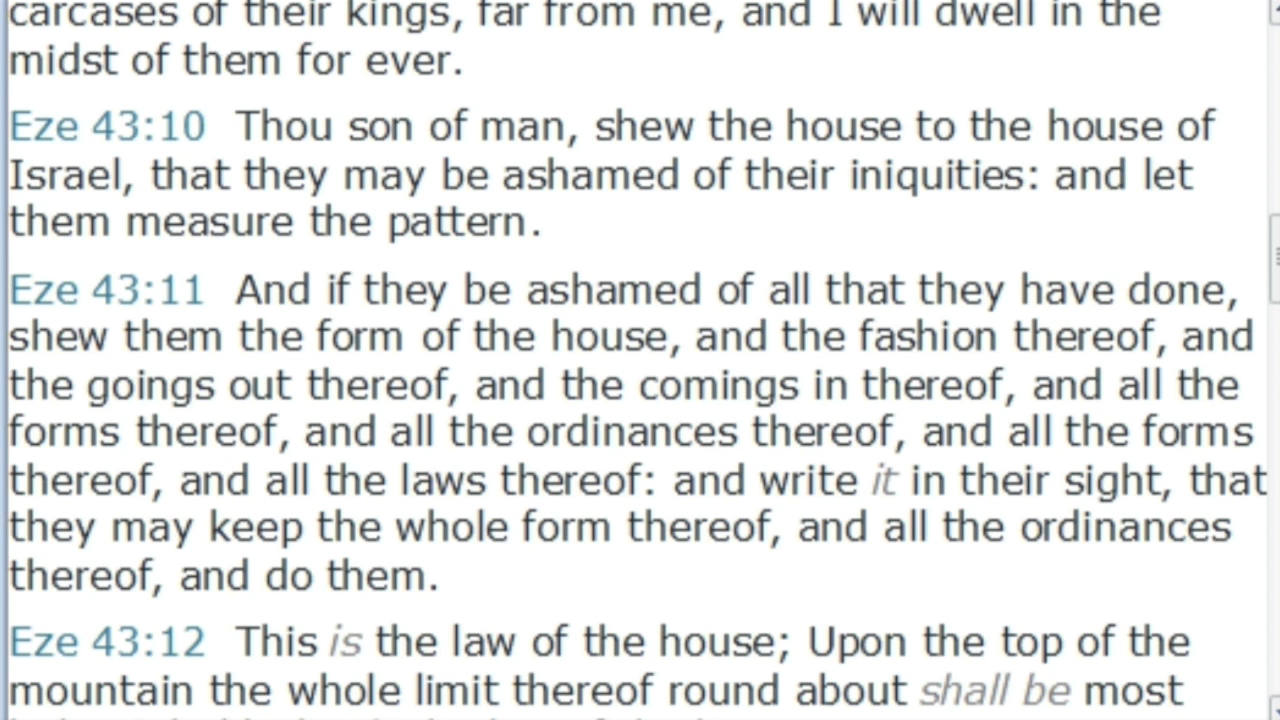 carcases of their kings, far from me, and I will dwell in the
midst of them for ever.
Eze 43:10 Thou son of man, shew the house to the house of
Israel, that they may be ashamed of their iniquities: and let
them measure the pattern.
Eze 43:11 And if they be ashamed of all that they have done,
shew them the form of the house, and the fashion thereof, and
the goings out thereof, and the comings in thereof, and all the
forms thereof, and all the ordinances thereof, and all the forms
thereof, and all the laws thereof: and write it in their sight, that
they may keep the whole form thereof, and all the ordinances
thereof, and do them.
Eze 43:12 This is the law of the house; Upon the top of the
mountain the whole limit thereof round about shall be most